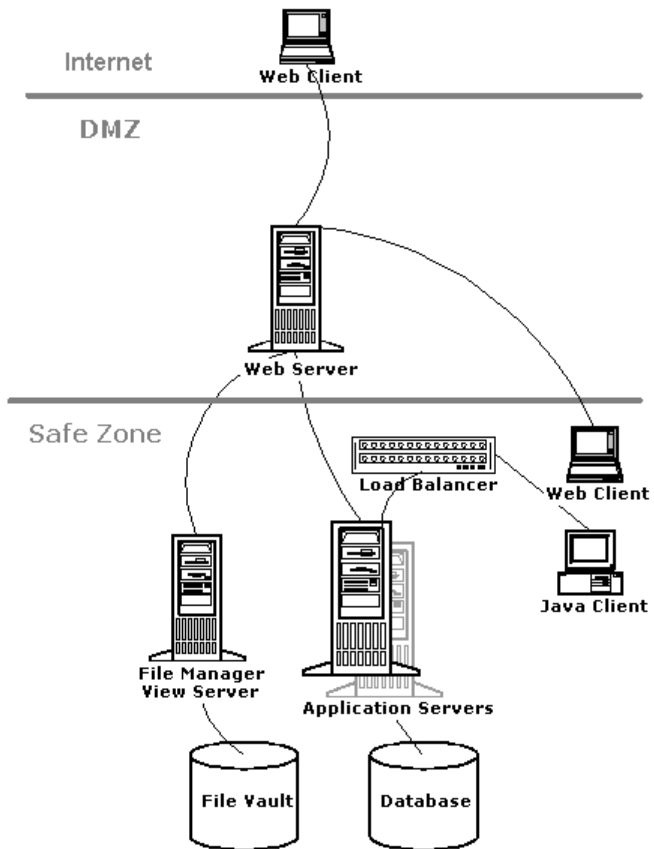 Internet
Web Client
DMZ
Web Server
Safe Zone
Load Balancer
Web Client
Java Client
File Manager
View Server
Application Servers
File Vault
Database